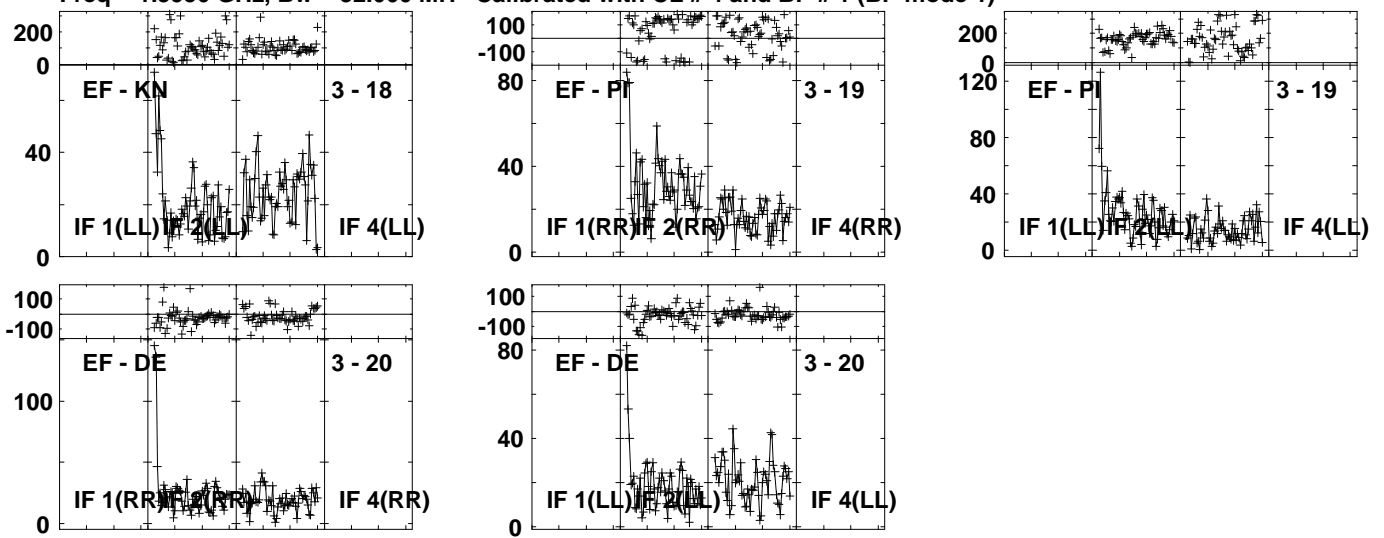 200
0
EF - KN
3 - 18
40
0
IF 1(LL)
IF 2(LL)
IF 4(LL)
100
-100
80
EF - PI
3 - 19
40
0
IF 1(RR)
IF 2(RR)
IF 4(RR)
200
0
120
EF - PI
3 - 19
80
40
0
IF 1(LL)
IF 2(LL)
IF 4(LL)
100
-100
EF - DE
3 - 20
100
0
IF 1(RR)
IF 2(RR)
IF 4(RR)
100
-100
80
EF - DE
3 - 20
40
0
IF 1(LL)
IF 2(LL)
IF 4(LL)